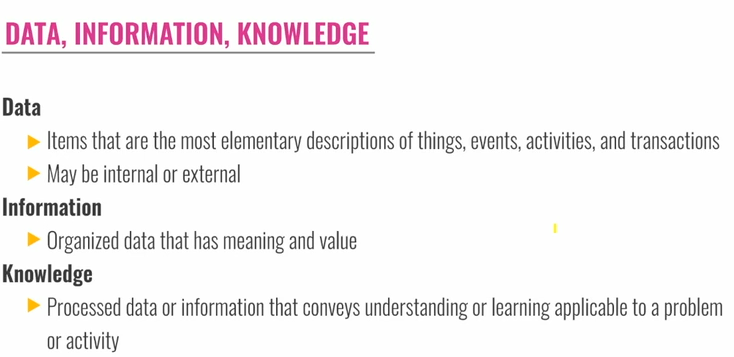 DATA, INFORMATION, KNOWLEDGE
Data
Items that are the most elementary descriptions of things, events, activities, and transactions
May be internal or external
Information
Organized data that has meaning and value
Knowledge
Processed data or information that conveys understanding or learning applicable to a problem
or activity